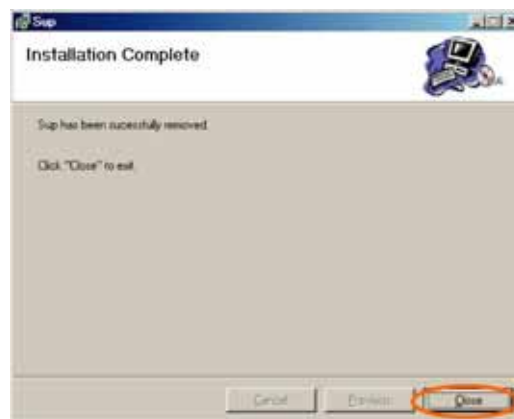 Sup
Installation Complete
Sup has been sucessfully removed.
Click "Close" to exit.
Cancel
Previous
Close